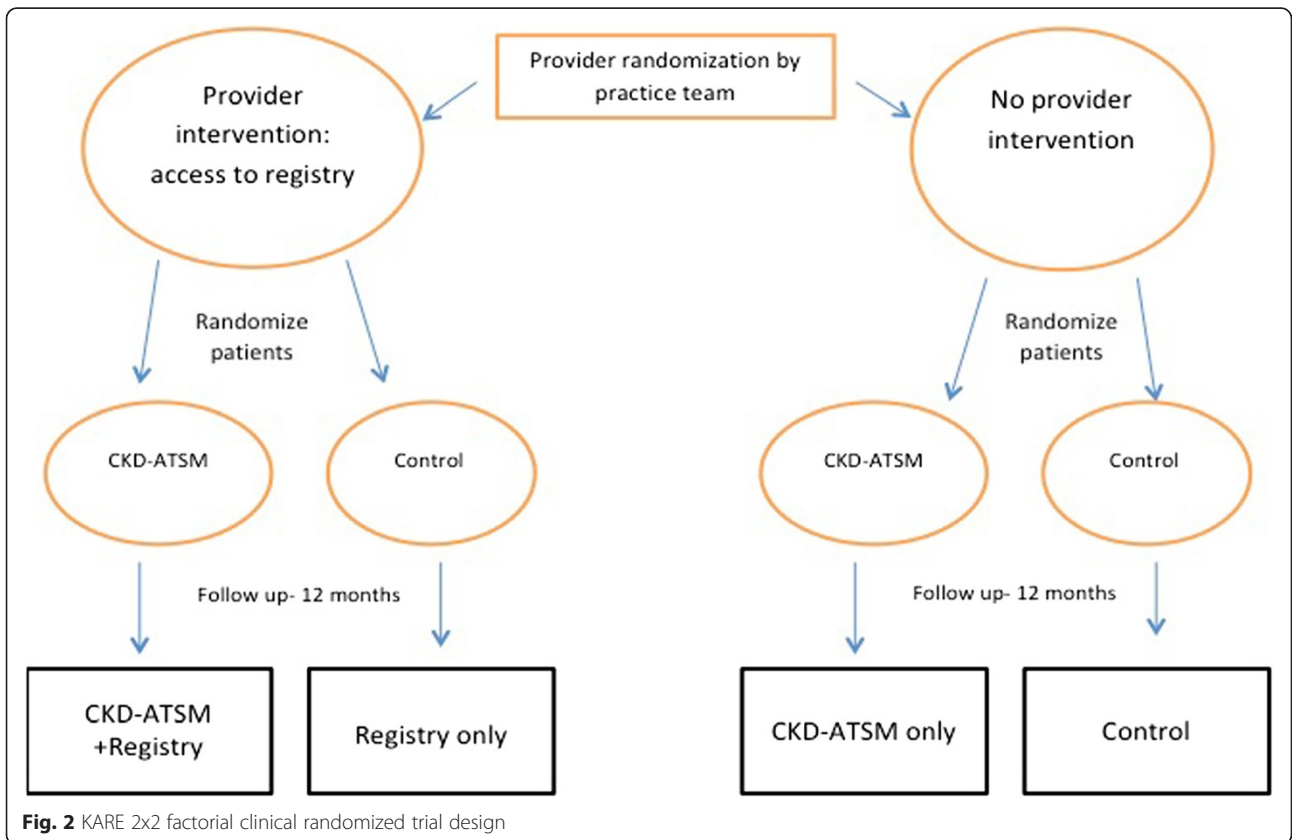 Provider randomization by
practice team
Provider
intervention:
access to registry
No provider
intervention
Randomize
patients
Randomize
patients
CKD-ATSM
Control
CKD-ATSM
Control
Follow up- 12 months
Follow up- 12 months
CKD-ATSM
+Registry
Registry only
CKD-ATSM only
Control
Fig. 2 KARE 2x2 factorial clinical randomized trial design